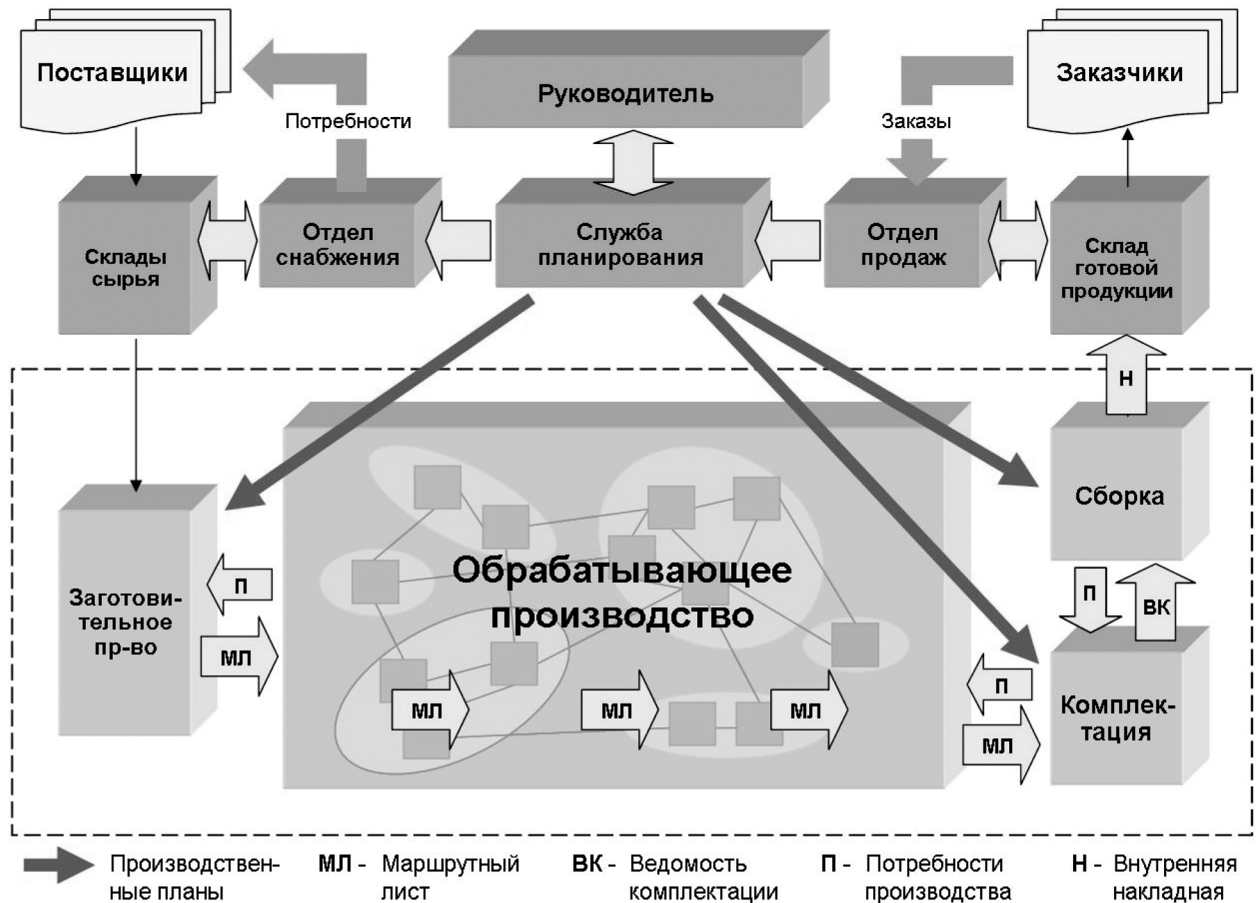 Поставщики
Потребности
Руководитель
Заказы
Заказчики
Склады
сырья
Отдел
снабжения
Служба
планирования
Отдел
продаж
Склад
готовой
продукции
Н
Сборка
Обрабатывающее
производство
П
Заготови-
тельное
пр-во
МЛ
П
ВК
МЛ
МЛ
МЛ
П
МЛ
Комплек-
тация
Производствен-
ные планы
МЛ - Маршрутный
лист
ВК - Ведомость
комплектации
П - Потребности
производства
Н - Внутренняя
накладная